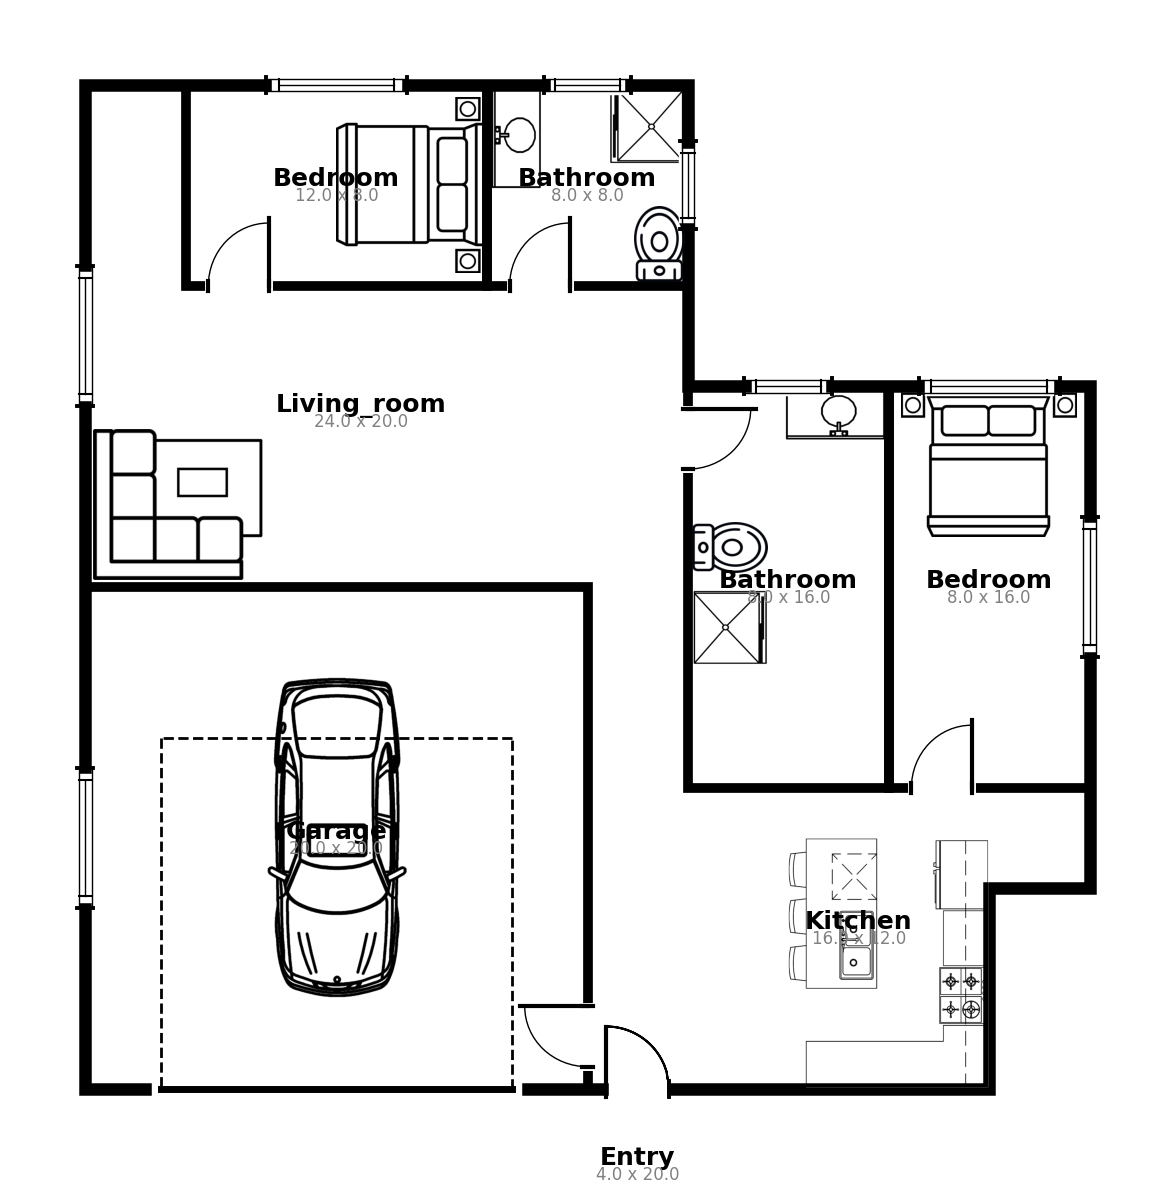 Bedroom
12.0 x 8.0
Bathroom
8.0 x 8.0
Living_room
24.0 x 20.0
Bathroom
8.0 x 16.0
Bedroom
8.0 x 16.0
Garage
20.0 x 20.0
Kitchen
16.0 x 12.0
Entry
4.0 x 20.0